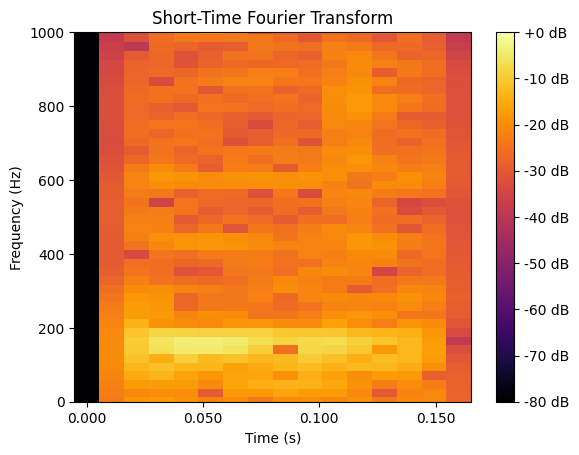 Short-Time Fourier Transform
1000
800
600
400
200
0
Frequency (Hz)
0.000
0.050
0.100
0.150
Time (s)
+0 dB
-10 dB
-20 dB
-30 dB
-40 dB
-50 dB
-60 dB
-70 dB
-80 dB